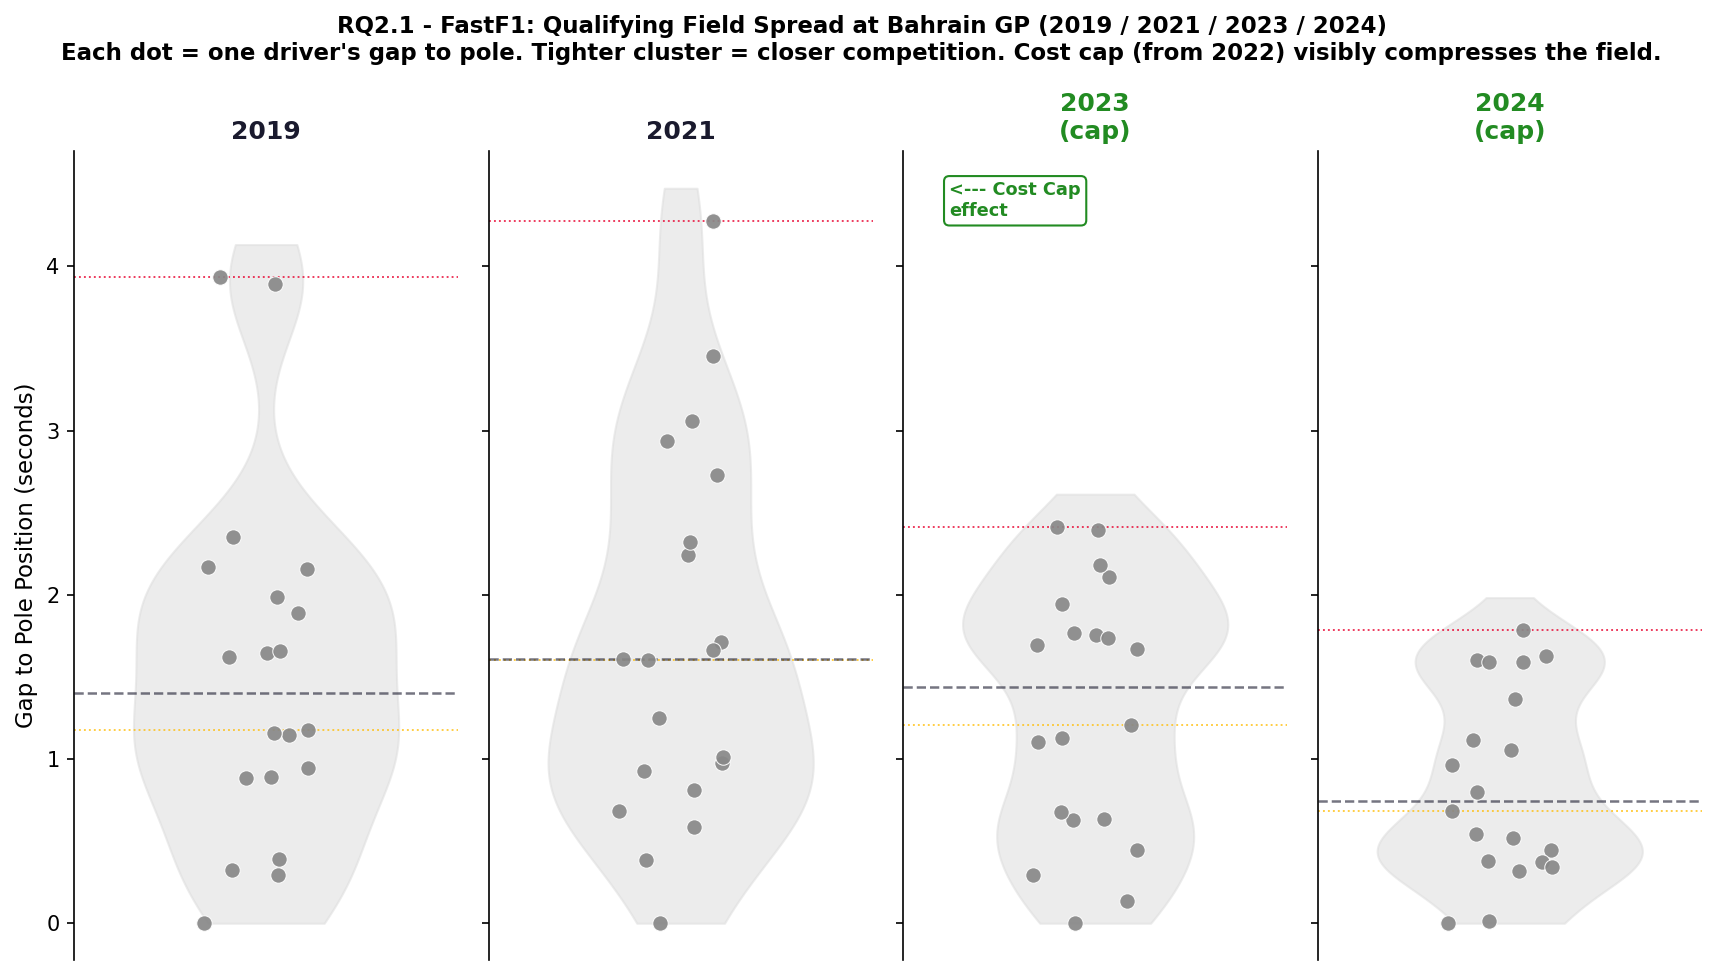 RQ2.1 - FastF1: Qualifying Field Spread at Bahrain GP (2019 / 2021 / 2023 / 2024)
Each dot = one driver's gap to pole. Tighter cluster = closer competition. Cost cap (from 2022) visibly compresses the field.
2019
2021
2023
(cap)
2024
(cap)
<--- Cost Cap
effect
Gap to Pole Position (seconds)
4
3
2
1
0